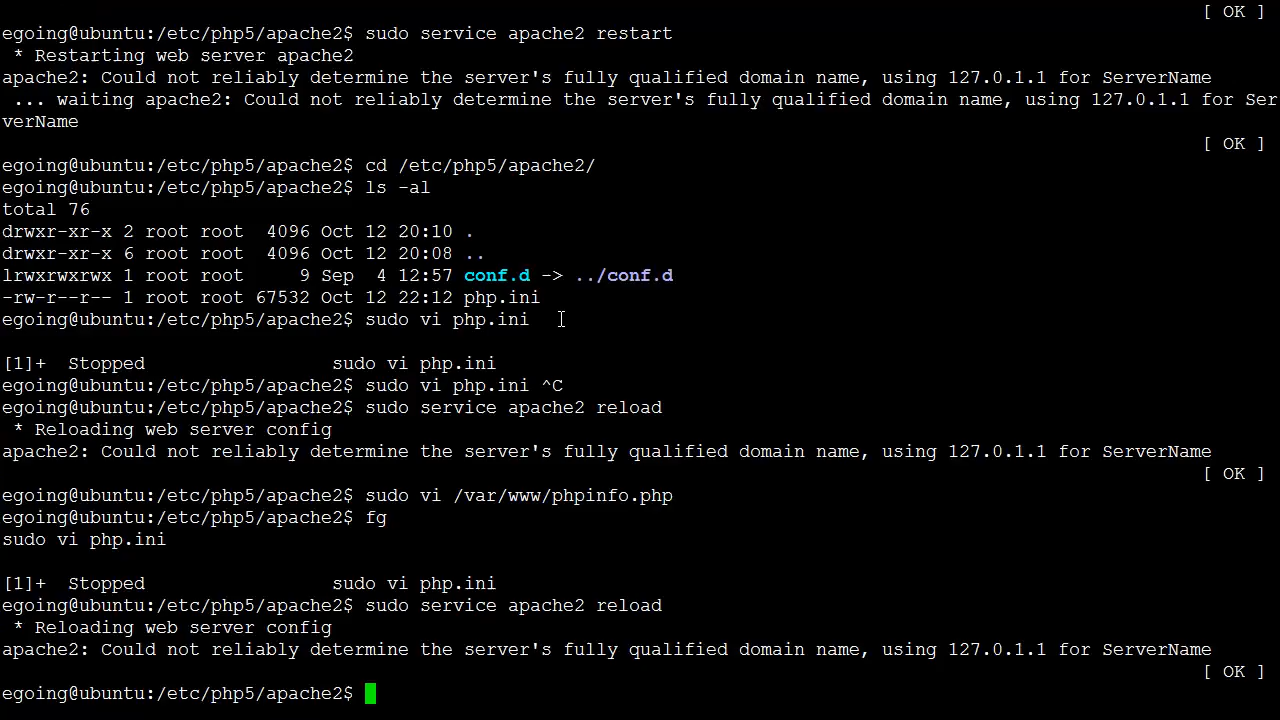 [ OK ]
egoing@ubuntu:/etc/php5/apache2$ sudo service apache2 restart
 * Restarting web server apache2
apache2: Could not reliably determine the server's fully qualified domain name, using 127.0.1.1 for ServerName
 ... waiting apache2: Could not reliably determine the server's fully qualified domain name, using 127.0.1.1 for Ser
verName
[ OK ]
egoing@ubuntu:/etc/php5/apache2$ cd /etc/php5/apache2/
egoing@ubuntu:/etc/php5/apache2$ ls -al
total 76
drwxr-xr-x 2 root root  4096 Oct 12 20:10 .
drwxr-xr-x 6 root root  4096 Oct 12 20:08 ..
lrwxrwxrwx 1 root root     9 Sep  4 12:57 conf.d -> ../conf.d
-rw-r--r-- 1 root root 67532 Oct 12 22:12 php.ini
egoing@ubuntu:/etc/php5/apache2$ sudo vi php.ini
[1]+  Stopped                 sudo vi php.ini
egoing@ubuntu:/etc/php5/apache2$ sudo vi php.ini ^C
egoing@ubuntu:/etc/php5/apache2$ sudo service apache2 reload
 * Reloading web server config
apache2: Could not reliably determine the server's fully qualified domain name, using 127.0.1.1 for ServerName
[ OK ]
egoing@ubuntu:/etc/php5/apache2$ sudo vi /var/www/phpinfo.php
egoing@ubuntu:/etc/php5/apache2$ fg
sudo vi php.ini
[1]+  Stopped                 sudo vi php.ini
egoing@ubuntu:/etc/php5/apache2$ sudo service apache2 reload
 * Reloading web server config
apache2: Could not reliably determine the server's fully qualified domain name, using 127.0.1.1 for ServerName
[ OK ]
egoing@ubuntu:/etc/php5/apache2$